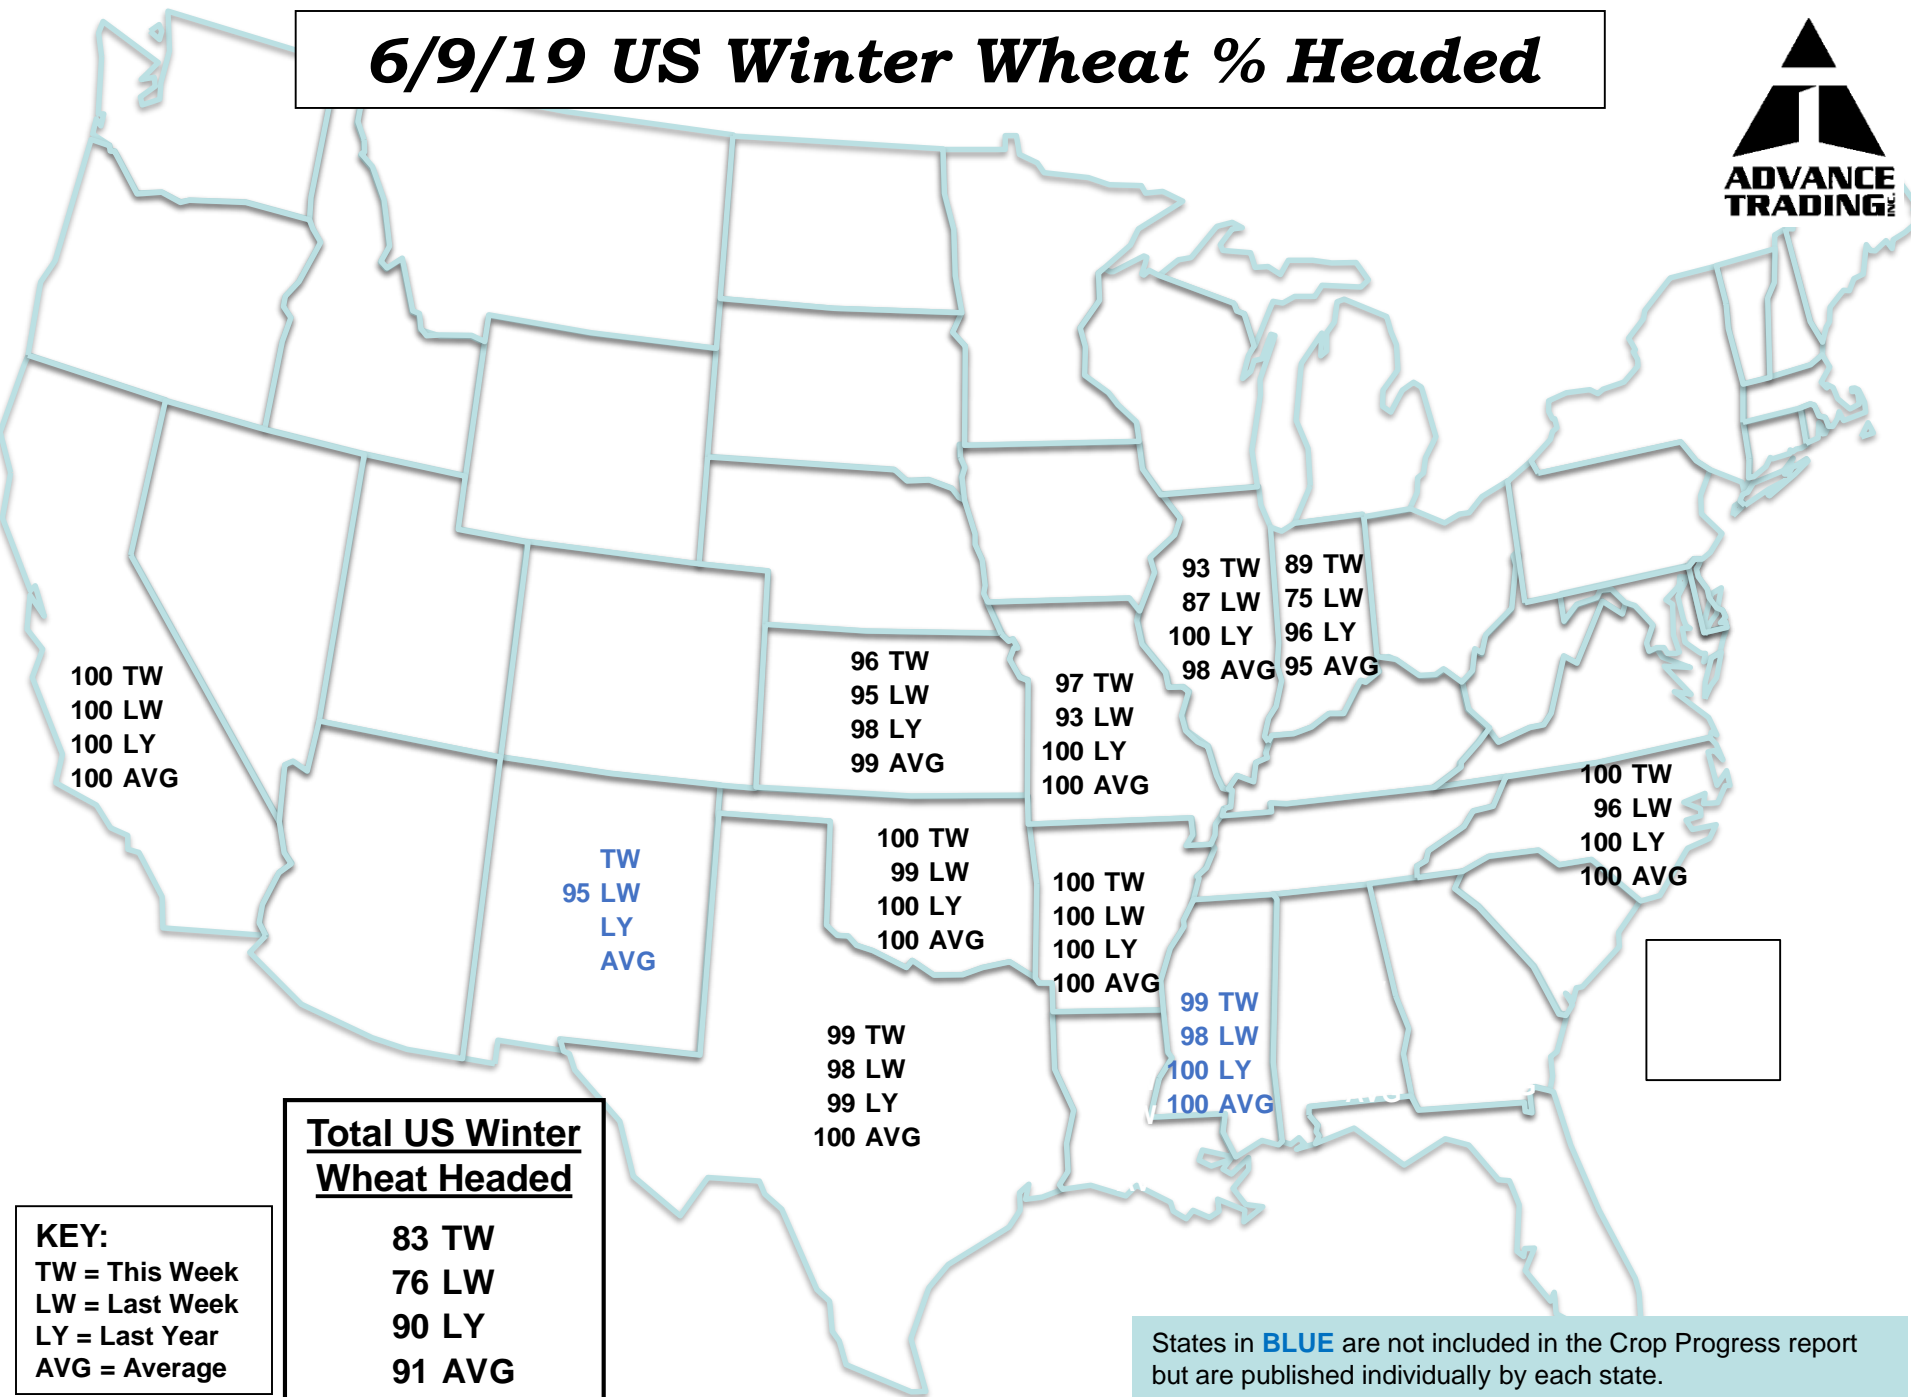 6/9/19 US Winter Wheat % Headed
ADVANCE
TRADING INC.
93 TW
87 LW
100 LY
98 AVG
89 TW
75 LW
96 LY
95 AVG
100 TW
100 LW
100 LY
100 AVG
96 TW
95 LW
98 LY
99 AVG
97 TW
93 LW
100 LY
100 AVG
100 TW
96 LW
100 LY
100 AVG
TW
95 LW
LY
AVG
100 TW
99 LW
100 LY
100 AVG
100 TW
100 LW
100 LY
100 AVG
99 TW
98 LW
100 LY
100 AVG
99 TW
98 LW
99 LY
100 AVG
Total US Winter
Wheat Headed
83 TW
76 LW
90 LY
91 AVG
KEY:
TW = This Week
LW = Last Week
LY = Last Year
AVG = Average
States in BLUE are not included in the Crop Progress report
but are published individually by each state.